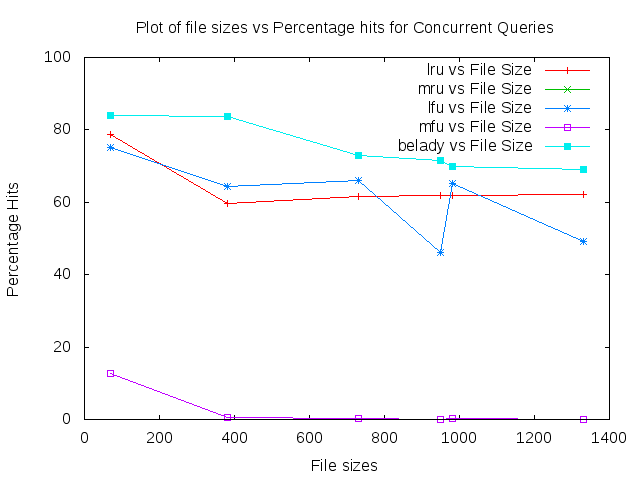 Plot of file sizes vs Percentage hits for Concurrent Queries
100
80
60
40
20
0
Percentage Hits
lru vs File Size
mru vs File Size
lfu vs File Size
mfu vs File Size
belady vs File Size
0 200 400 600 800 1000 1200 1400
File sizes